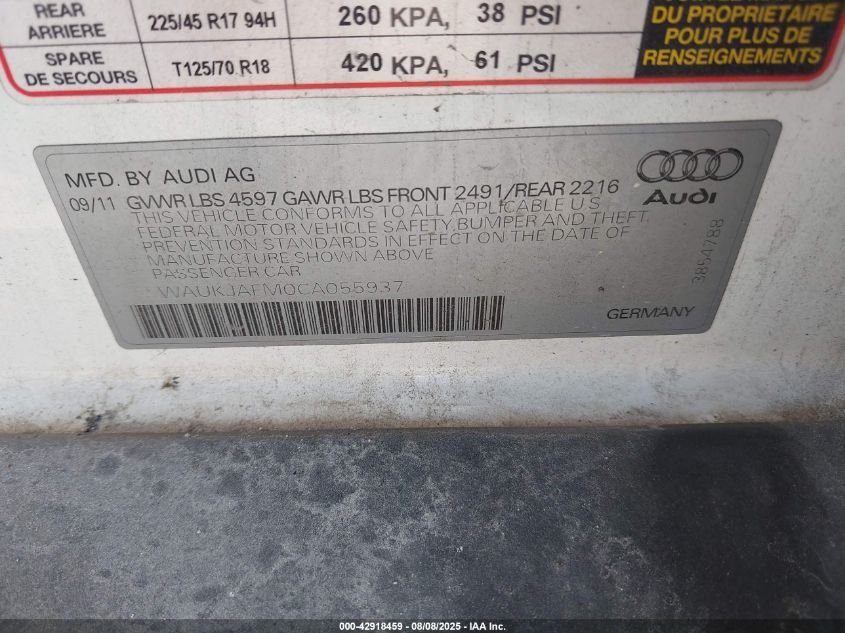 REAR
ARRIERE
225/45 R17 94H
260 KPA, 38 PSI
SPARE
DE SECOURS
T125/70 R18
420 KPA, 61 PSI
DU PROPRIÉTAIRE
POUR PLUS DE
RENSEIGNEMENTS
MFD. BY AUDI AG
09/11 GVWR LBS 4597 GAWR LBS FRONT 2491/REAR 2216
THIS VEHICLE CONFORMS TO ALL APPLICABLE U.S.
FEDERAL MOTOR VEHICLE SAFETY, BUMPER AND THEFT
PREVENTION STANDARDS IN EFFECT ON THE DATE OF
MANUFACTURE SHOWN ABOVE
PASSENGER CAR
WAUKJAFM0CA055937
Audi
3854788
GERMANY
000-42918459 / 08/08/2025 - IAA Inc.